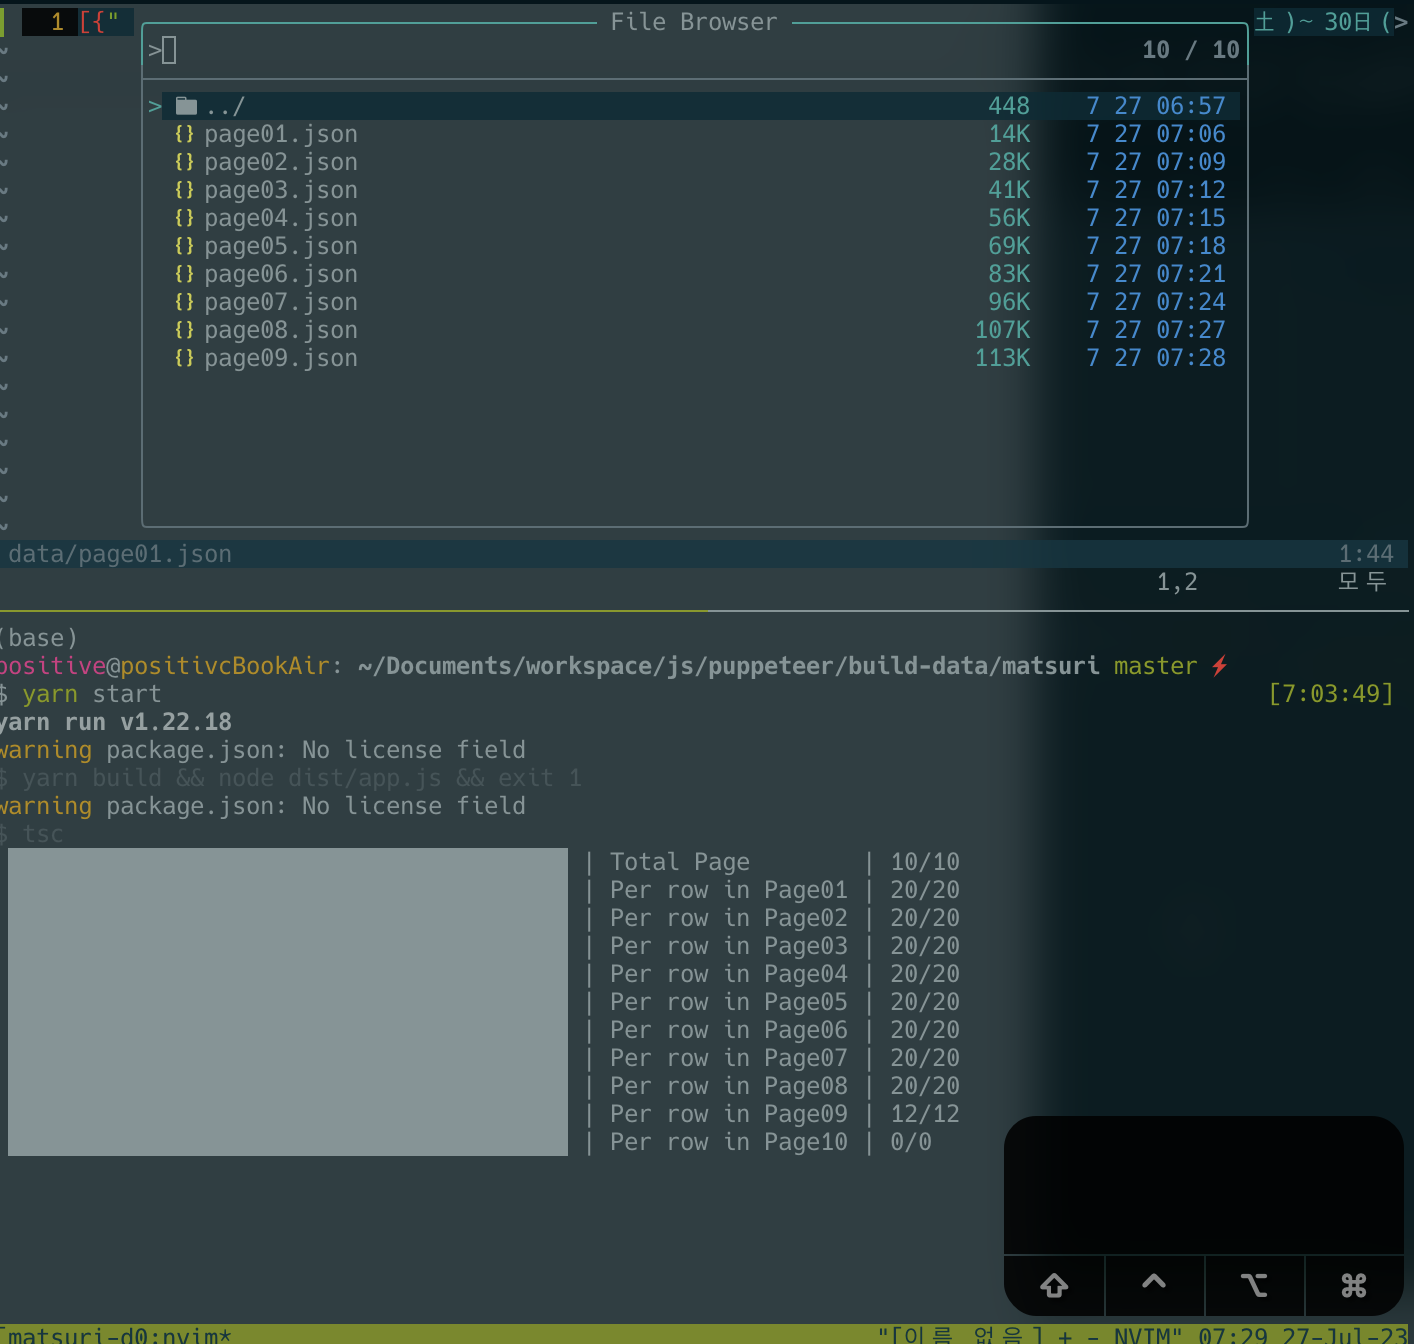 File Browser
1 [{" 土 )~ 30日 (>
> 10 / 10
> ../ 448 7 27 06:57
{} page01.json 14K 7 27 07:06
{} page02.json 28K 7 27 07:09
{} page03.json 41K 7 27 07:12
{} page04.json 56K 7 27 07:15
{} page05.json 69K 7 27 07:18
{} page06.json 83K 7 27 07:21
{} page07.json 96K 7 27 07:24
{} page08.json 107K 7 27 07:27
{} page09.json 113K 7 27 07:28
data/page01.json 1:44
1,2 모두
(base)
positive@positivcBookAir: ~/Documents/workspace/js/puppeteer/build-data/matsuri master ⚡
$ yarn start [7:03:49]
yarn run v1.22.18
warning package.json: No license field
$ yarn build && node dist/app.js && exit 1
warning package.json: No license field
$ tsc
| Total Page | 10/10
| Per row in Page01 | 20/20
| Per row in Page02 | 20/20
| Per row in Page03 | 20/20
| Per row in Page04 | 20/20
| Per row in Page05 | 20/20
| Per row in Page06 | 20/20
| Per row in Page07 | 20/20
| Per row in Page08 | 20/20
| Per row in Page09 | 12/12
| Per row in Page10 | 0/0
⇧ ⌃ ⌥ ⌘
[matsuri-d0:nvim* "[이름 없음] + - NVIM" 07:29 27-Jul-23